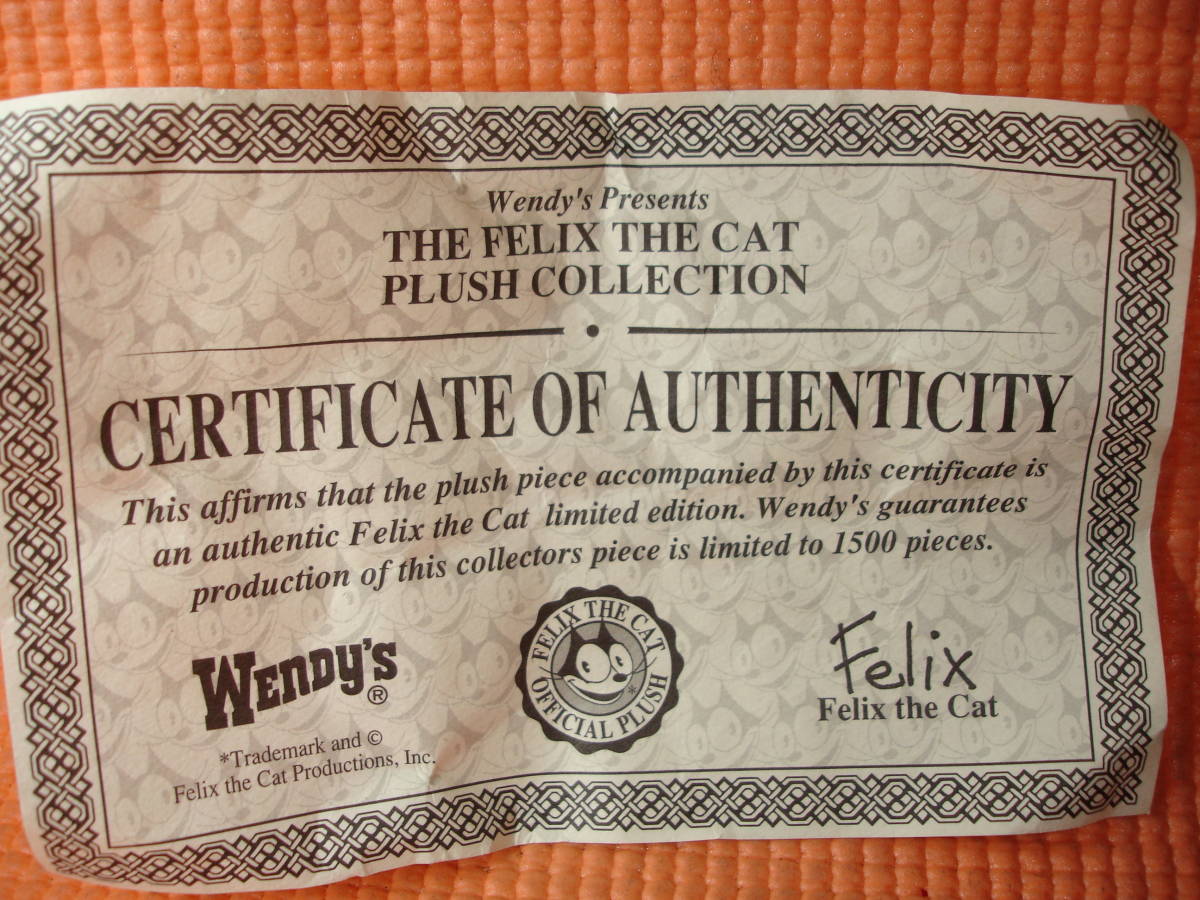 Wendy's Presents
THE FELIX THE CAT
PLUSH COLLECTION
CERTIFICATE OF AUTHENTICITY
This affirms that the plush piece accompanied by this certificate is
an authentic Felix the Cat limited edition. Wendy's guarantees
production of this collectors piece is limited to 1500 pieces.
WENDY'S ®
*Trademark and ©
Felix the Cat Productions, Inc.
FELIX THE CAT
*
OFFICIAL PLUSH
Felix
Felix the Cat